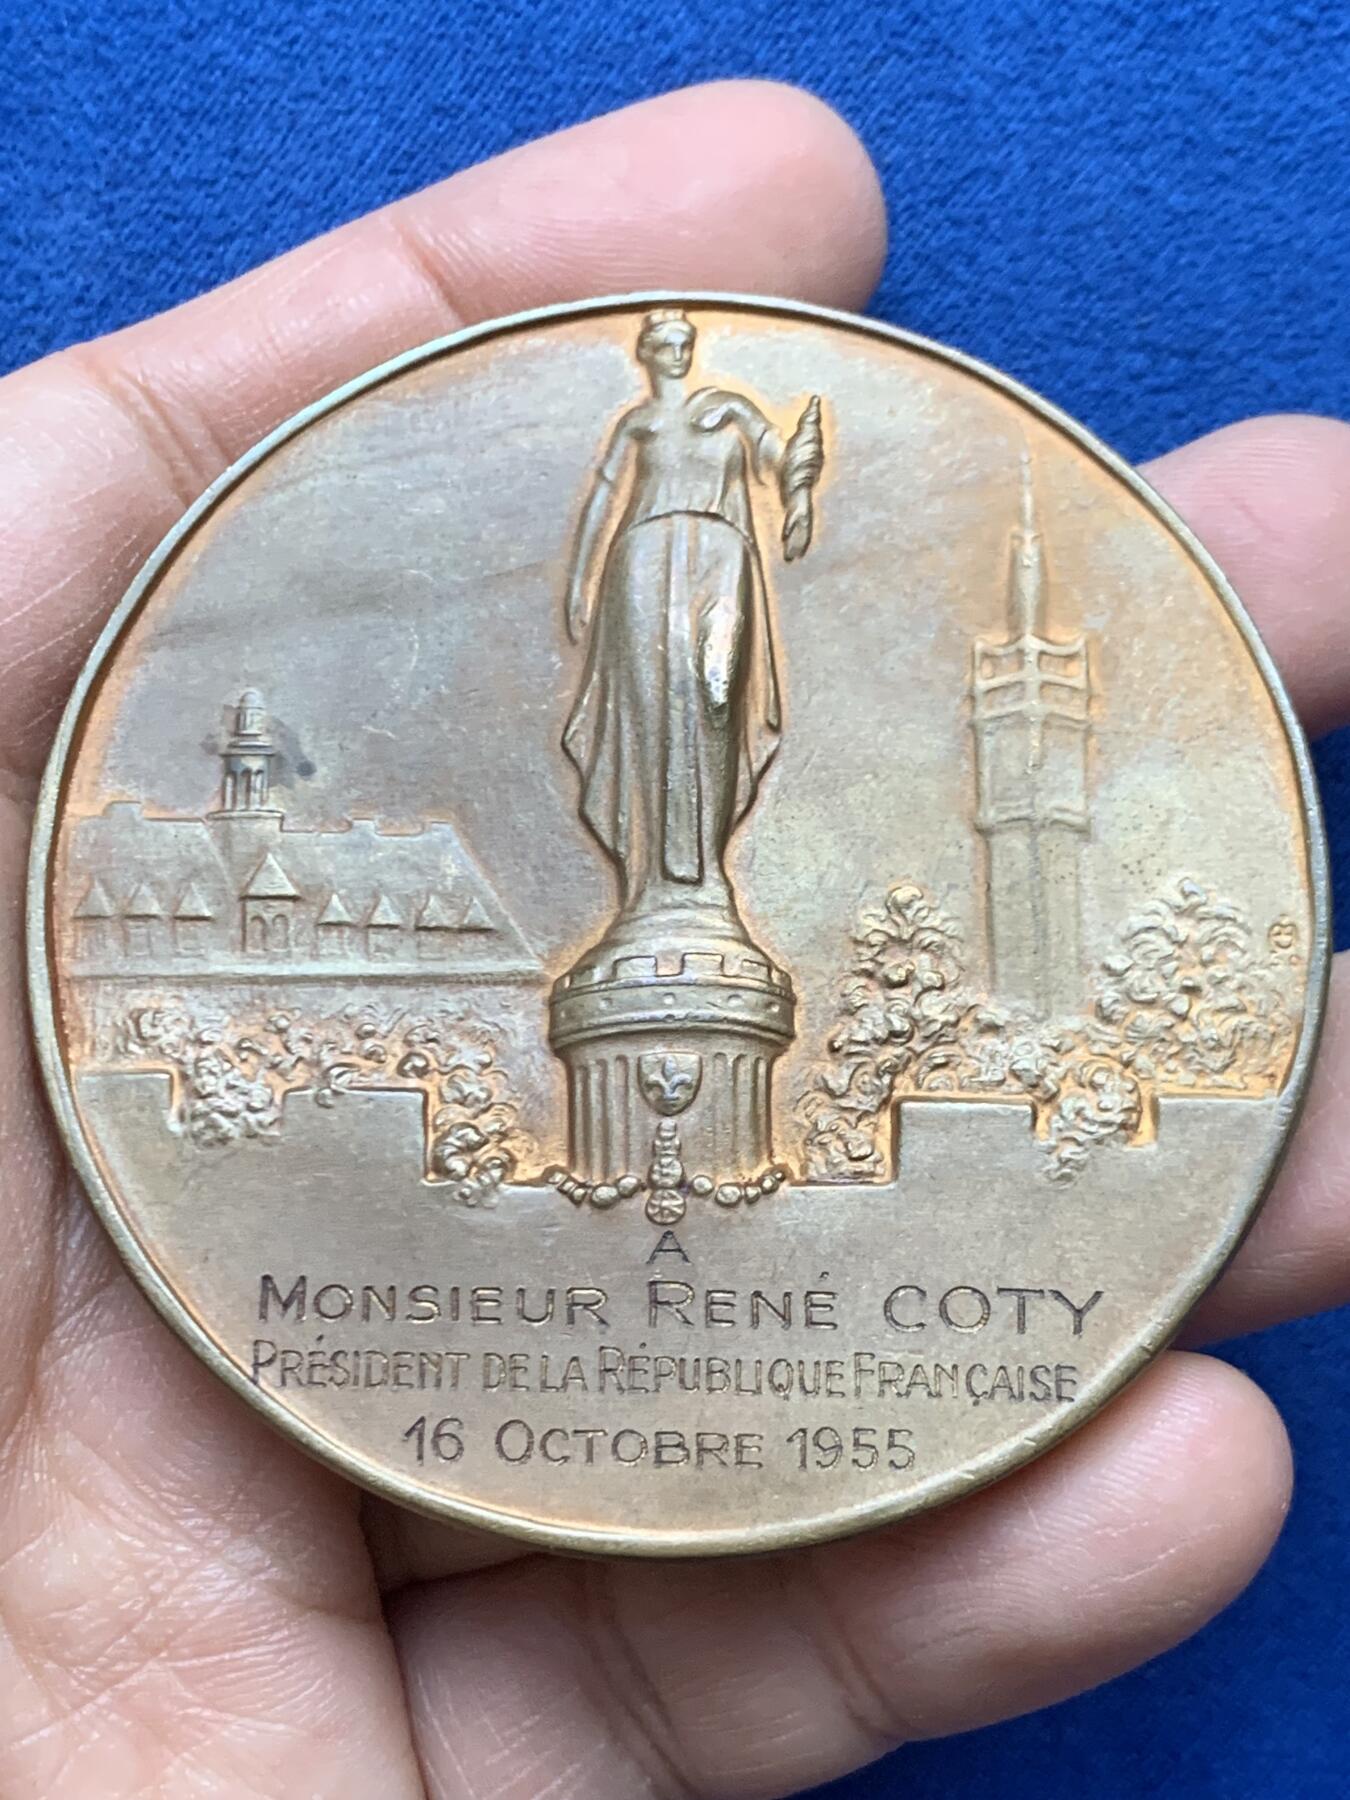 A
MONSIEUR RENÉ COTY
PRÉSIDENT DE LA RÉPUBLIQUE FRANÇAISE
16 OCTOBRE 1955